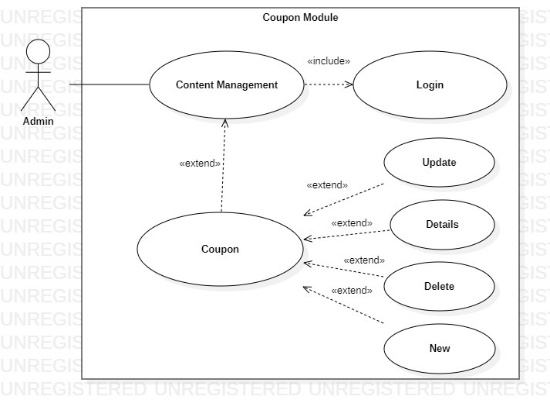 Coupon Module
«include»
Content Management
Login
Admin
«extend»
Update
«extend»
«extend»
Details
Coupon
«extend»
Delete
«extend»
New
UNREGISTERED UNREGISTERED UNREGISTERED UNREGISTERED